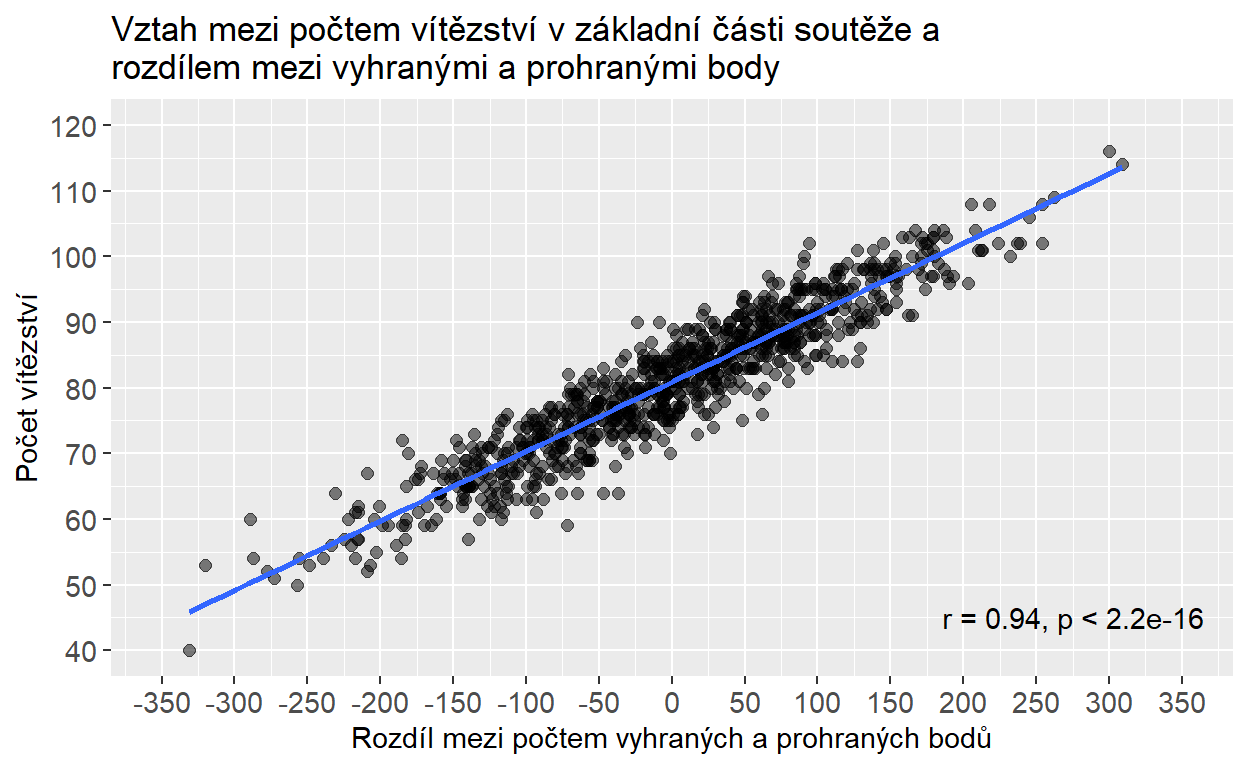 Vztah mezi počtem vítězství v základní části soutěže a
rozdílem mezi vyhranými a prohranými body
120
110
100
90
80
70
60
50
40
Počet vítězství
r = 0.94, p < 2.2e-16
-350 -300 -250 -200 -150 -100 -50 0 50 100 150 200 250 300 350
Rozdíl mezi počtem vyhraných a prohraných bodů